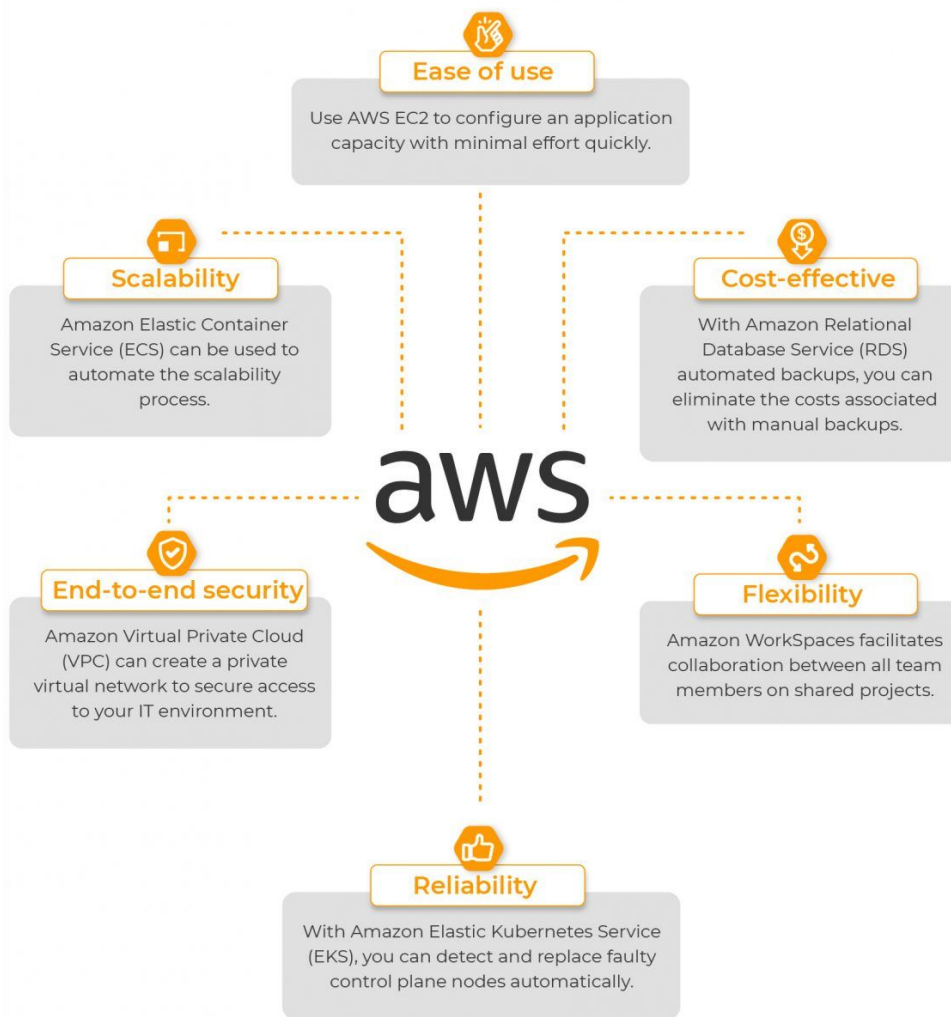 Ease of use
Use AWS EC2 to configure an application
capacity with minimal effort quickly.
Scalability
Amazon Elastic Container
Service (ECS) can be used to
automate the scalability
process.
Cost-effective
With Amazon Relational
Database Service (RDS)
automated backups, you can
eliminate the costs associated
with manual backups.
aws
End-to-end security
Amazon Virtual Private Cloud
(VPC) can create a private
virtual network to secure access
to your IT environment.
Flexibility
Amazon WorkSpaces facilitates
collaboration between all team
members on shared projects.
Reliability
With Amazon Elastic Kubernetes Service
(EKS), you can detect and replace faulty
control plane nodes automatically.